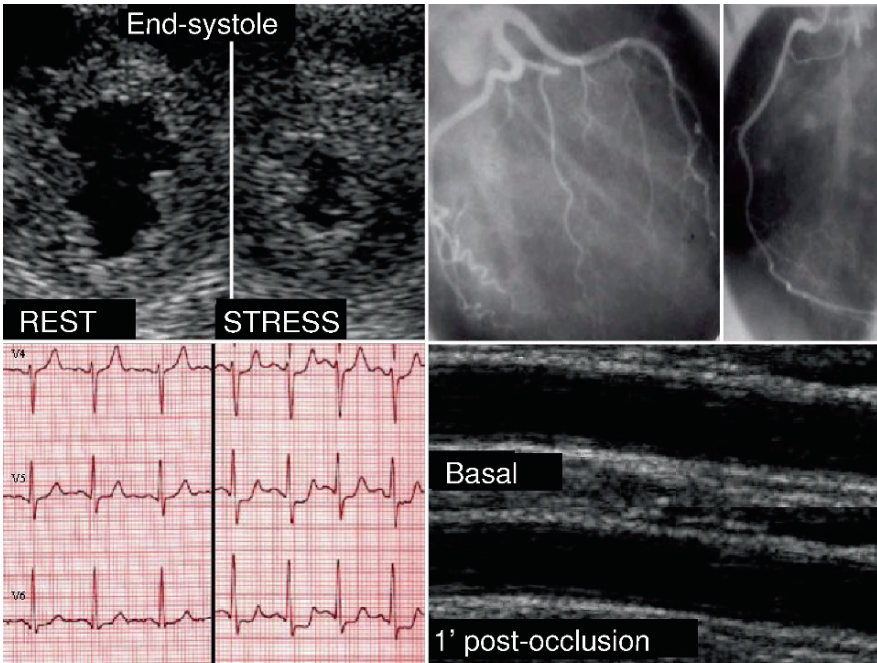 End-systole
REST
STRESS
V4
V5
V6
Basal
1’ post-occlusion